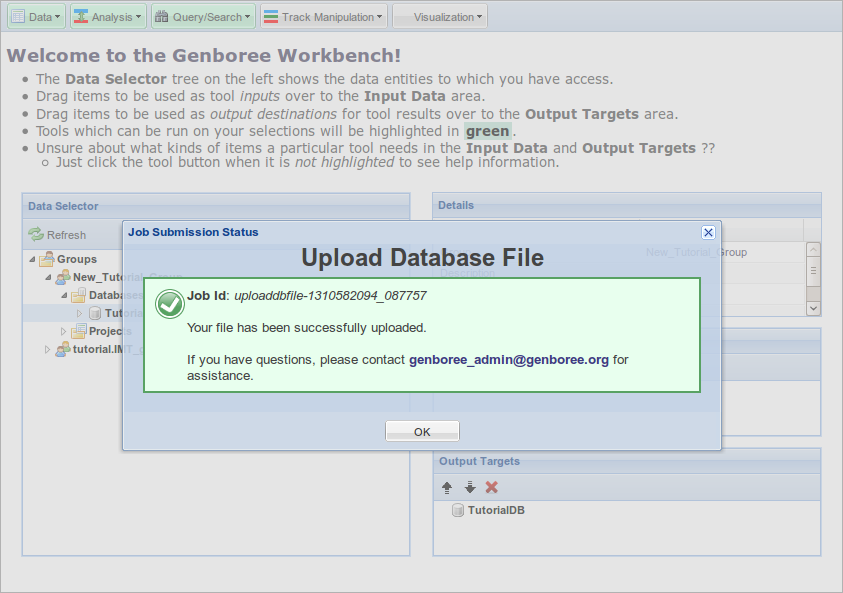 Data Analysis Query/Search Track Manipulation Visualization
Welcome to the Genboree Workbench!
The Data Selector tree on the left shows the data entities to which you have access.
Drag items to be used as tool inputs over to the Input Data area.
Drag items to be used as output destinations for tool results over to the Output Targets area.
Tools which can be run on your selections will be highlighted in green.
Unsure about what kinds of items a particular tool needs in the Input Data and Output Targets ??
Just click the tool button when it is not highlighted to see help information.
Data Selector
Refresh
Groups
New_Tutorial_Group
Databases
Tutoria
Projects
tutorial.IMT_g
Details
New_Tutorial_Group
Description
Job Submission Status
Upload Database File
Job Id: uploaddbfile-1310582094_087757
Your file has been successfully uploaded.
If you have questions, please contact genboree_admin@genboree.org for
assistance.
OK
Output Targets
TutorialDB